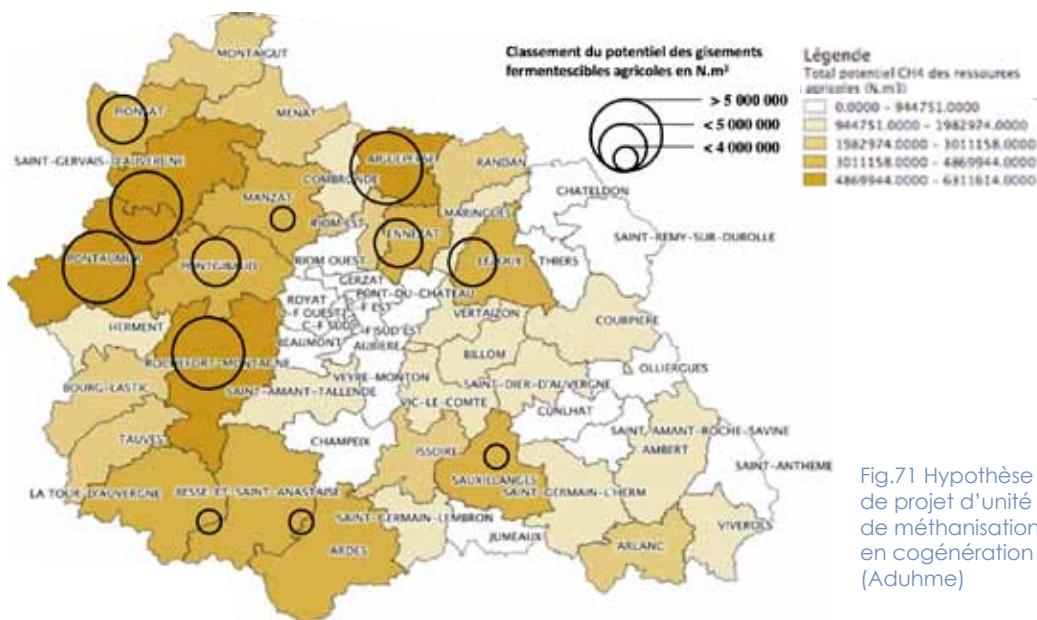 Classement du potentiel des gisements
fermentescibles agricoles en N.m³
> 5 000 000
< 5 000 000
< 4 000 000
Légende
Total potentiel CH4 des ressources
agricoles (N.m3)
0.0000 - 944751.0000
944751.0000 - 1982974.0000
1982974.0000 - 3011158.0000
3011158.0000 - 4869944.0000
4869944.0000 - 6311614.0000
MONTAIGUT
PIONSAT
MENAT
SAINT-GERVAIS-D'AUVERGNE
AIGUEPERSE
RANDAN
COMBRONDE
CHATELDON
MANZAT
MARINGUES
RIOM EST
ENNEZAT
SAINT-REMY-SUR-DUROLLE
PONTAUMUR
PONTGIBAUD
RIOM OUEST
LEZOUX
THIERS
GERZAT
PONT-DU-CHATEAU
ROYAT
C-F EST
-F OUEST
VERTAIZON
HERMENT
C-F SUD
-F SUD EST
COURPIERE
BEAUMONT
AUBIERE
BILLOM
ROCHEFORT-MONTAGNE
OLLIERGUES
BOURG-LASTIC
VEYRE-MONTON
SAINT-DIER-D'AUVERGNE
SAINT-AMANT-TALLENDE
VIC-LE-COMTE
CUNLHAT
TAUVES
CHAMPEIX
SAINT-AMANT-ROCHE-SAVINE
ISSOIRE
AMBERT
SAINT-ANTHEME
SAUXILLANGES
LA TOUR-D'AUVERGNE
BESSE-ET-SAINT-ANASTAISE
SAINT-GERMAIN-L'HERM
SAINT-GERMAIN-LEMBRON
VIVEROLS
JUMEAUX
ARDES
ARLANC
Fig.71 Hypothèse
de projet d'unité
de méthanisation
en cogénération
(Aduhme)